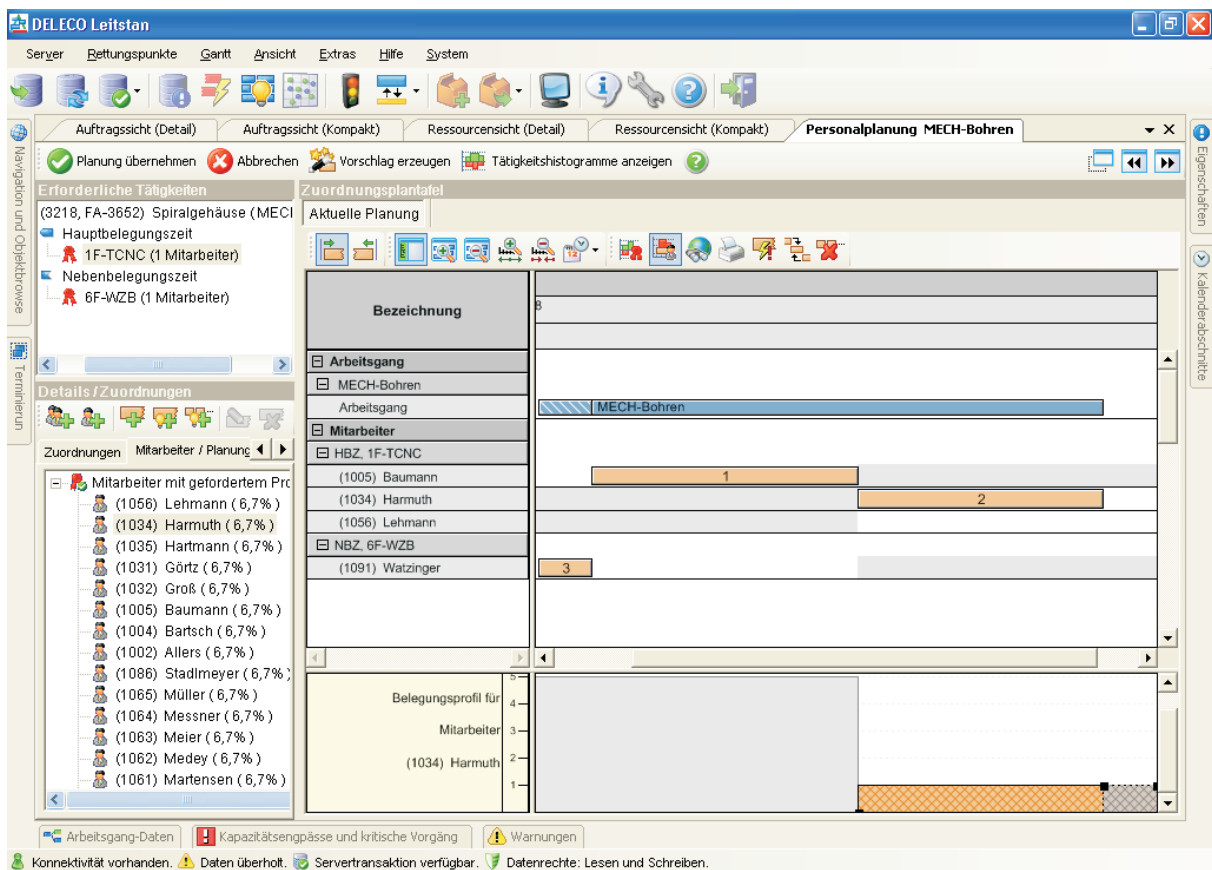 DELECO Leitstan
Server Rettungspunkte Gantt Ansicht Extras Hilfe System
Auftragssicht (Detail) Auftragssicht (Kompakt) Ressourcensicht (Detail) Ressourcensicht (Kompakt) Personalplanung MECH-Bohren
Planung übernehmen Abbrechen Vorschlag erzeugen Tätigkeitshistogramme anzeigen
Navigation und Objektbrowse
Terminierun
Eigenschaften
Kalenderabschnitte
Erforderliche Tätigkeiten
(3218, FA-3652) Spiralgehäuse (MECI
Hauptbelegungszeit
1F-TCNC (1 Mitarbeiter)
Nebenbelegungszeit
6F-WZB (1 Mitarbeiter)
Details / Zuordnungen
Zuordnungen Mitarbeiter / Planung
Mitarbeiter mit gefordertem Pro
(1056) Lehmann ( 6,7% )
(1034) Harmuth ( 6,7% )
(1035) Hartmann ( 6,7% )
(1031) Görtz ( 6,7% )
(1032) Groß ( 6,7% )
(1005) Baumann ( 6,7% )
(1004) Bartsch ( 6,7% )
(1002) Allers ( 6,7% )
(1086) Stadlmeyer ( 6,7% )
(1065) Müller ( 6,7% )
(1064) Messner ( 6,7% )
(1063) Meier ( 6,7% )
(1062) Medey ( 6,7% )
(1061) Martensen ( 6,7% )
Zuordnungsplantafel
Aktuelle Planung
12
Bezeichnung
8
Arbeitsgang
MECH-Bohren
Arbeitsgang MECH-Bohren
Mitarbeiter
HBZ, 1F-TCNC
(1005) Baumann 1
(1034) Harmuth 2
(1056) Lehmann
NBZ, 6F-WZB
(1091) Watzinger 3
Belegungsprofil für
Mitarbeiter
(1034) Harmuth
5
4
3
2
1
Arbeitsgang-Daten Kapazitätsengpässe und kritische Vorgäng Warnungen
Konnektivität vorhanden. Daten überholt. Servertransaktion verfügbar. Datenrechte: Lesen und Schreiben.